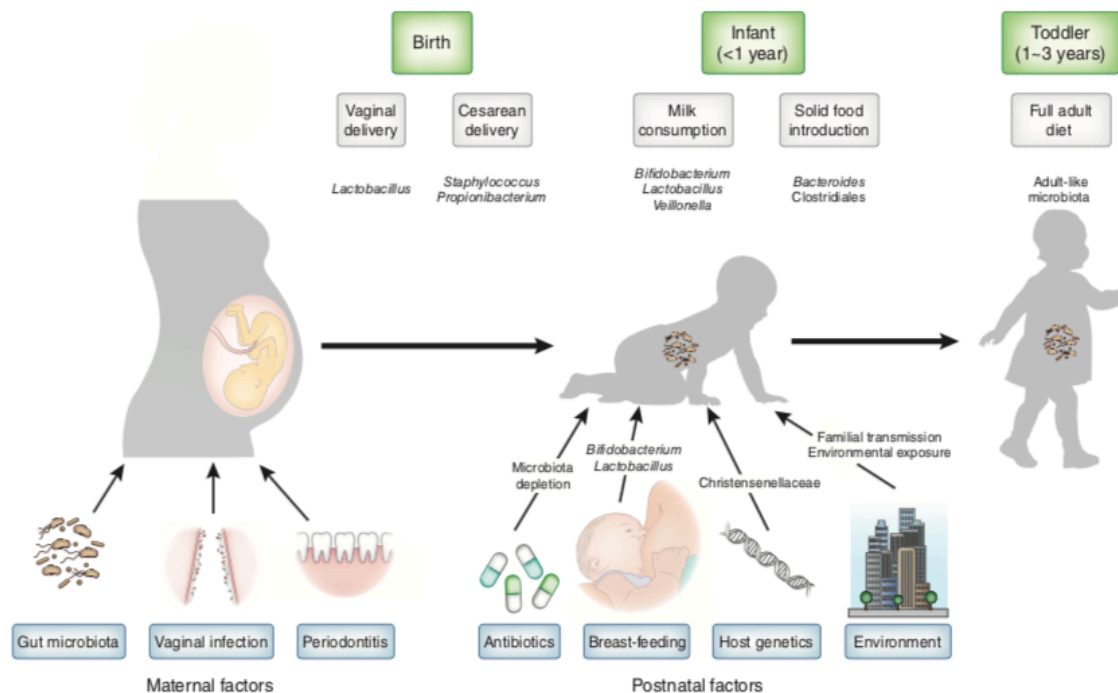 Birth
Infant
(<1 year)
Toddler
(1~3 years)
Vaginal
delivery
Cesarean
delivery
Milk
consumption
Solid food
introduction
Full adult
diet
Lactobacillus
Staphylococcus
Propionibacterium
Bifidobacterium
Lactobacillus
Veillonella
Bacteroides
Clostridiales
Adult-like
microbiota
Microbiota
depletion
Bifidobacterium
Lactobacillus
Christensenellaceae
Familial transmission
Environmental exposure
Gut microbiota
Vaginal infection
Periodontitis
Antibiotics
Breast-feeding
Host genetics
Environment
Maternal factors
Postnatal factors